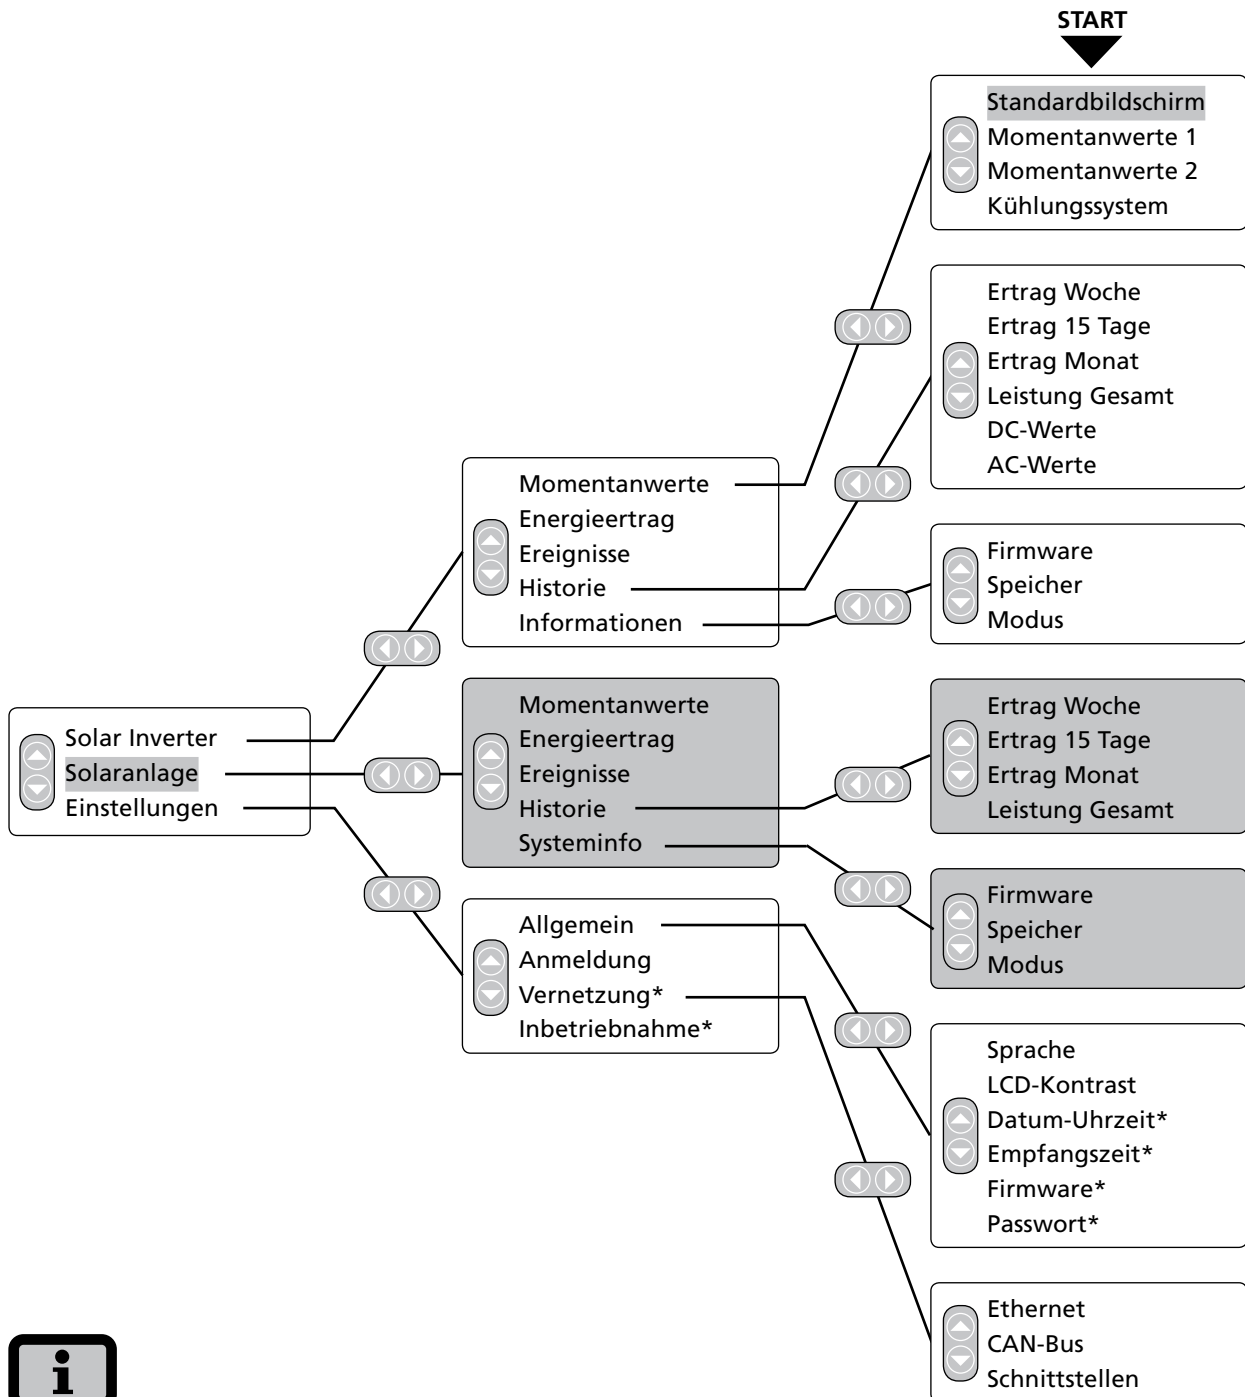 START
Standardbildschirm
Momentanwerte 1
Momentanwerte 2
Kühlungssystem
Ertrag Woche
Ertrag 15 Tage
Ertrag Monat
Leistung Gesamt
DC-Werte
AC-Werte
Momentanwerte
Energieertrag
Ereignisse
Historie
Informationen
Firmware
Speicher
Modus
Solar Inverter
Solaranlage
Einstellungen
Momentanwerte
Energieertrag
Ereignisse
Historie
Systeminfo
Ertrag Woche
Ertrag 15 Tage
Ertrag Monat
Leistung Gesamt
Firmware
Speicher
Modus
Allgemein
Anmeldung
Vernetzung*
Inbetriebnahme*
Sprache
LCD-Kontrast
Datum-Uhrzeit*
Empfangszeit*
Firmware*
Passwort*
Ethernet
CAN-Bus
Schnittstellen
i